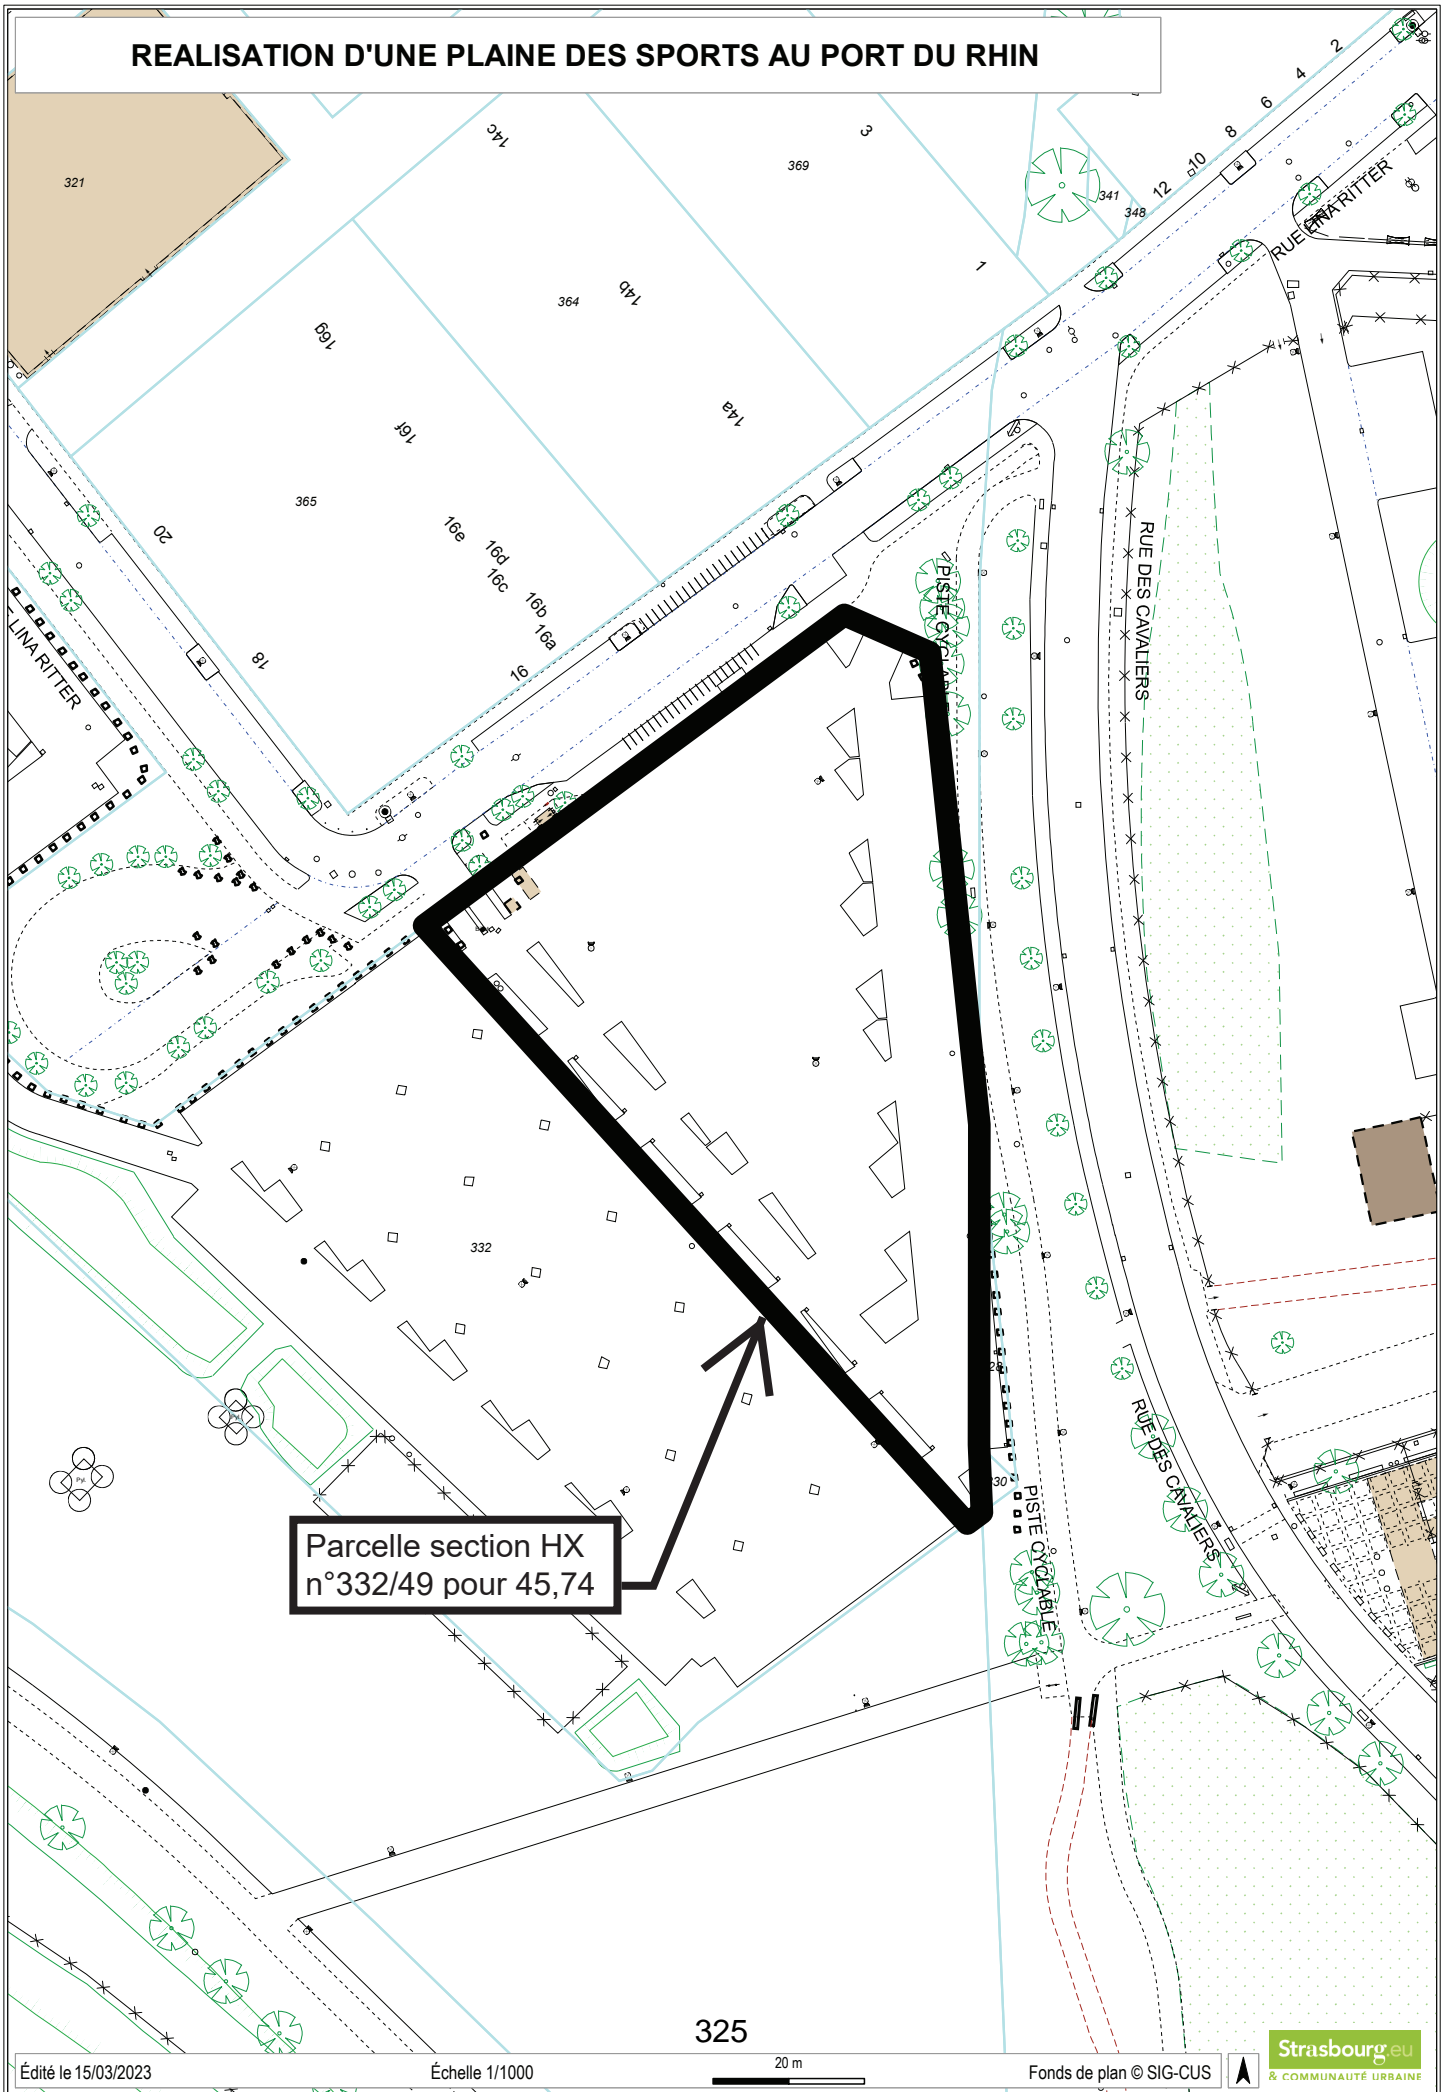 REALISATION D'UNE PLAINE DES SPORTS AU PORT DU RHIN
321
14c
3
369
2
4
6
8
10
12
341
348
RUE LINA RITTER
1
364
14b
16g
14a
16f
365
20
16e
16d
16c
16b
16a
16
18
LINA RITTER
PISTE CYCLABLE
RUE DES CAVALIERS
332
28
330
Pyl.
Pyl.
RUE DES CAVALIERS
PISTE CYCLABLE
Parcelle section HX
n°332/49 pour 45,74
325
Édité le 15/03/2023
Échelle 1/1000
20 m
Fonds de plan © SIG-CUS
Strasbourg.eu
& COMMUNAUTÉ URBAINE